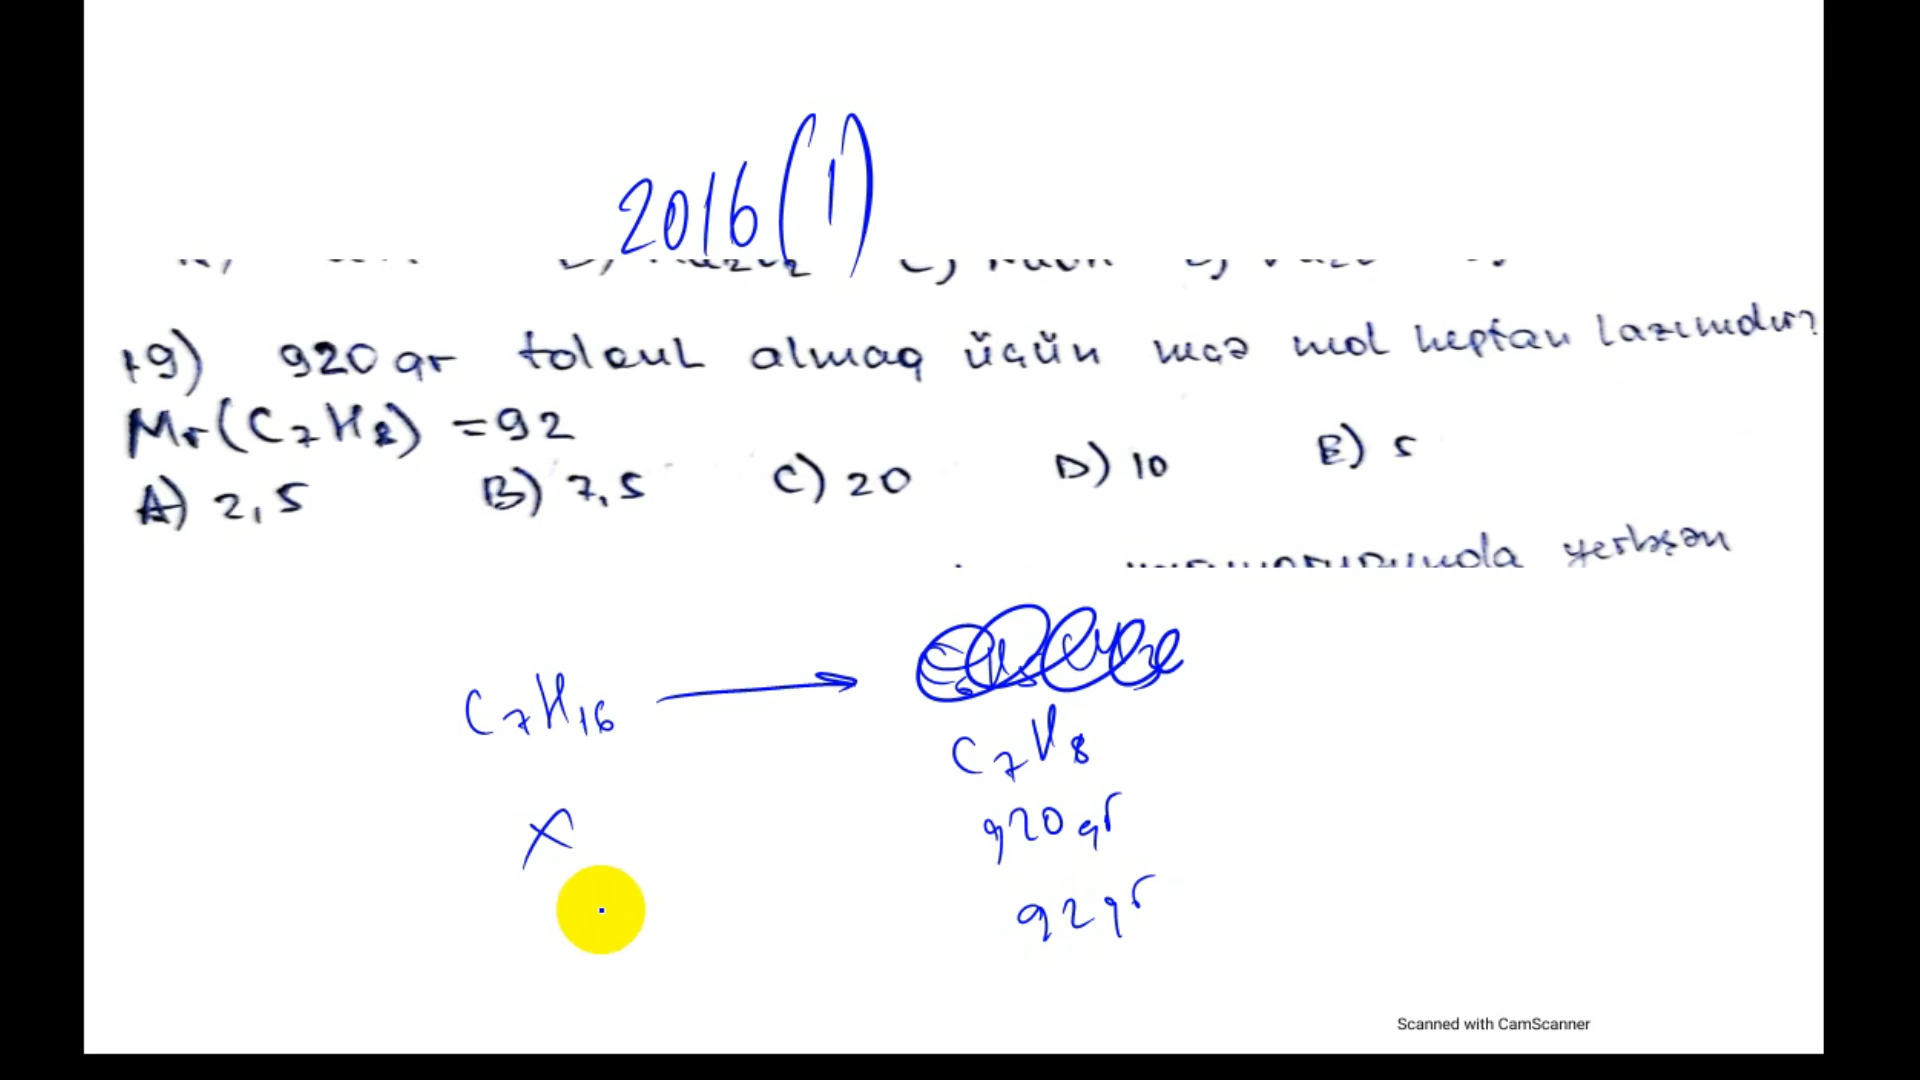 2016(1)
19) 920 qr toluol almaq üçün neçə mol heptan lazımdır?
Mr(C₇H₈) = 92
A) 2,5 B) 7,5 C) 20 D) 10 E) 5
yerləşən
C₇H₁₆ → C₇H₈
X 920 qr
92 qr
Scanned with CamScanner